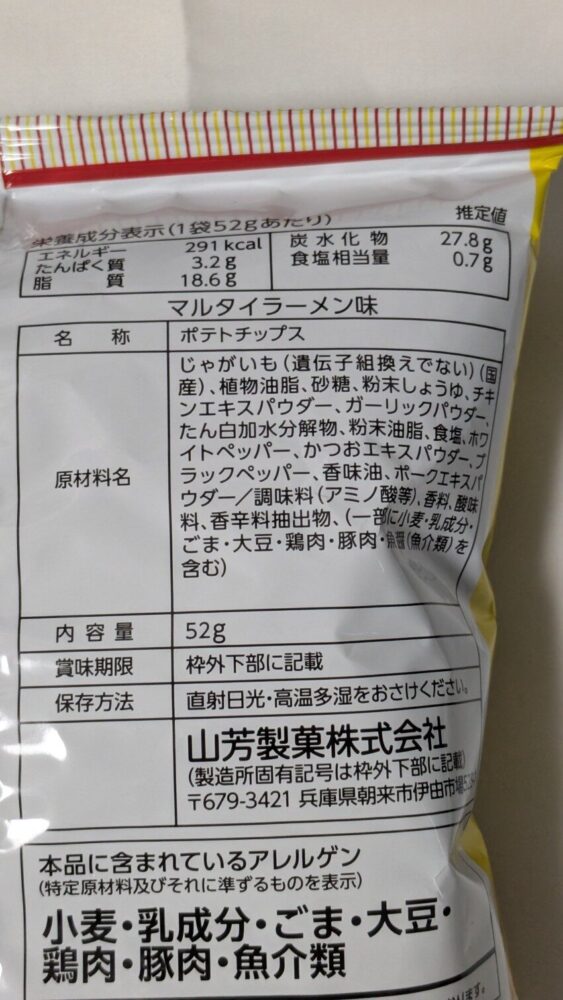 栄養成分表示(1袋52gあたり) 推定値
エネルギー 291kcal 炭水化物 27.8g
たんぱく質 3.2g 食塩相当量 0.7g
脂質 18.6g
マルタイラーメン味
名称 ポテトチップス
原材料名
じゃがいも(遺伝子組換えでない)(国
産)、植物油脂、砂糖、粉末しょうゆ、チキ
ンエキスパウダー、ガーリックパウダー、
たん白加水分解物、粉末油脂、食塩、ホワ
イトペッパー、かつおエキスパウダー、ブ
ラックペッパー、香味油、ポークエキスパ
ウダー/調味料(アミノ酸等)、香料、酸味
料、香辛料抽出物、(一部に小麦・乳成分・
ごま・大豆・鶏肉・豚肉・魚醤(魚介類)を
含む)
内容量 52g
賞味期限 枠外下部に記載
保存方法 直射日光・高温多湿をおさけください。
山芳製菓株式会社
(製造所固有記号は枠外下部に記載)
〒679-3421 兵庫県朝来市伊由市場
本品に含まれているアレルゲン
(特定原材料及びそれに準ずるものを表示)
小麦・乳成分・ごま・大豆・
鶏肉・豚肉・魚介類